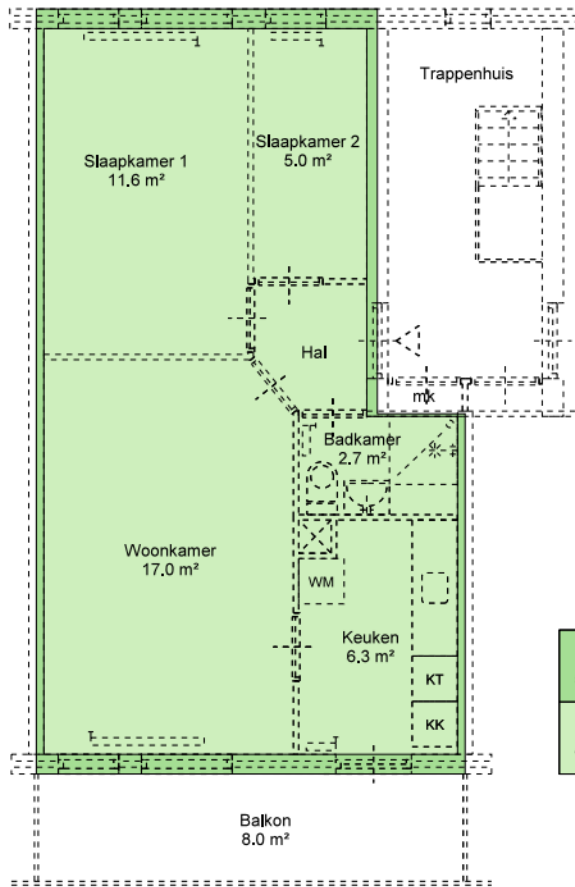 Trappenhuis
Slaapkamer 1
11.6 m²
Slaapkamer 2
5.0 m²
Hal
mk
Badkamer
2.7 m²
Woonkamer
17.0 m²
WM
Keuken
6.3 m²
KT
KK
Balkon
8.0 m²